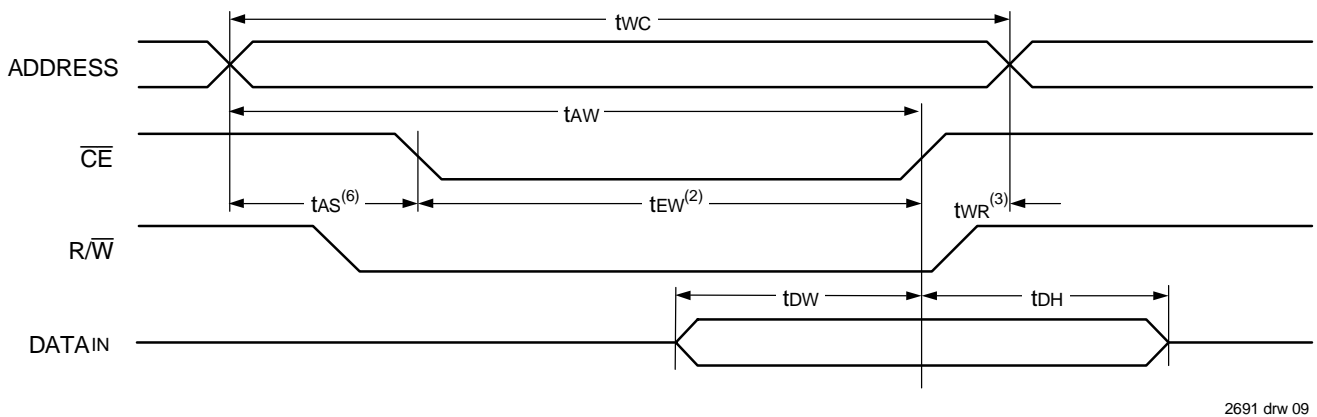 tWC
ADDRESS
tAW
CE
tAS(6) tEW(2) tWR(3)
R/W
tDW tDH
DATAIN
2691 drw 09